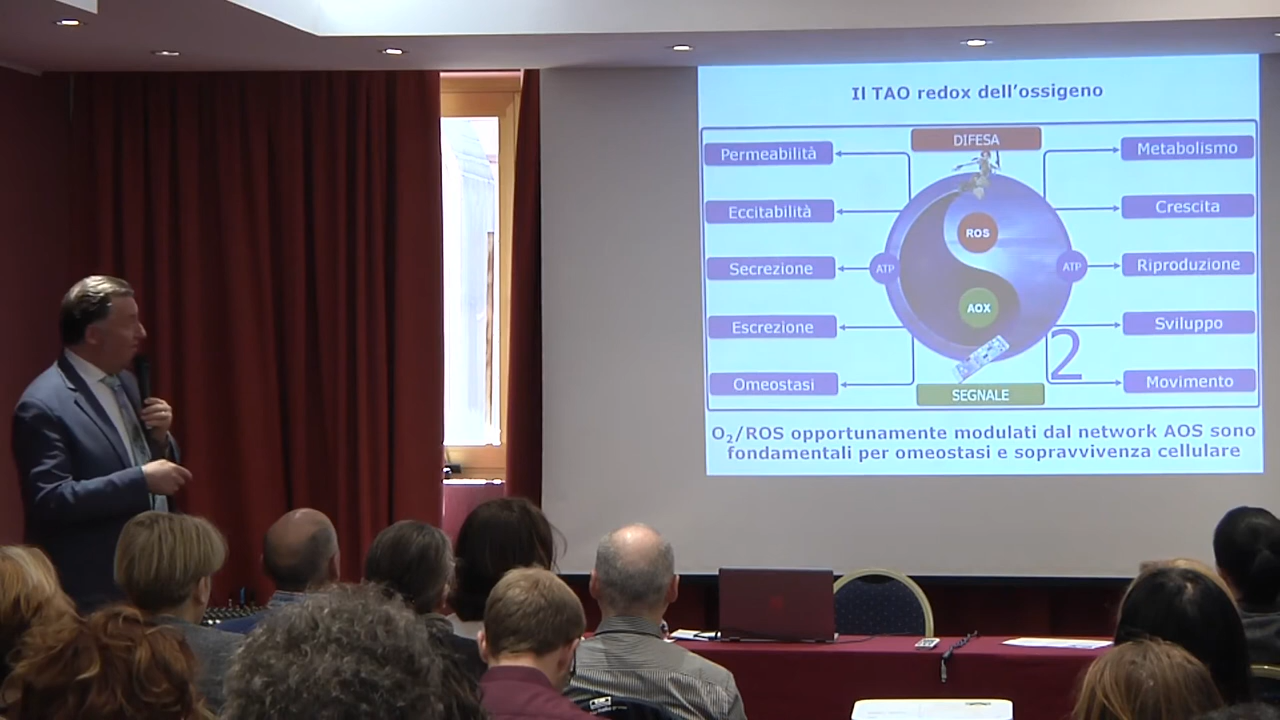 Il TAO redox dell'ossigeno
DIFESA
Permeabilità
Metabolismo
Eccitabilità
Crescita
ROS
Secrezione
ATP
ATP
Riproduzione
AOX
Escrezione
Sviluppo
2
Omeostasi
Movimento
SEGNALE
O₂/ROS opportunamente modulati dal network AOS sono
fondamentali per omeostasi e sopravvivenza cellulare